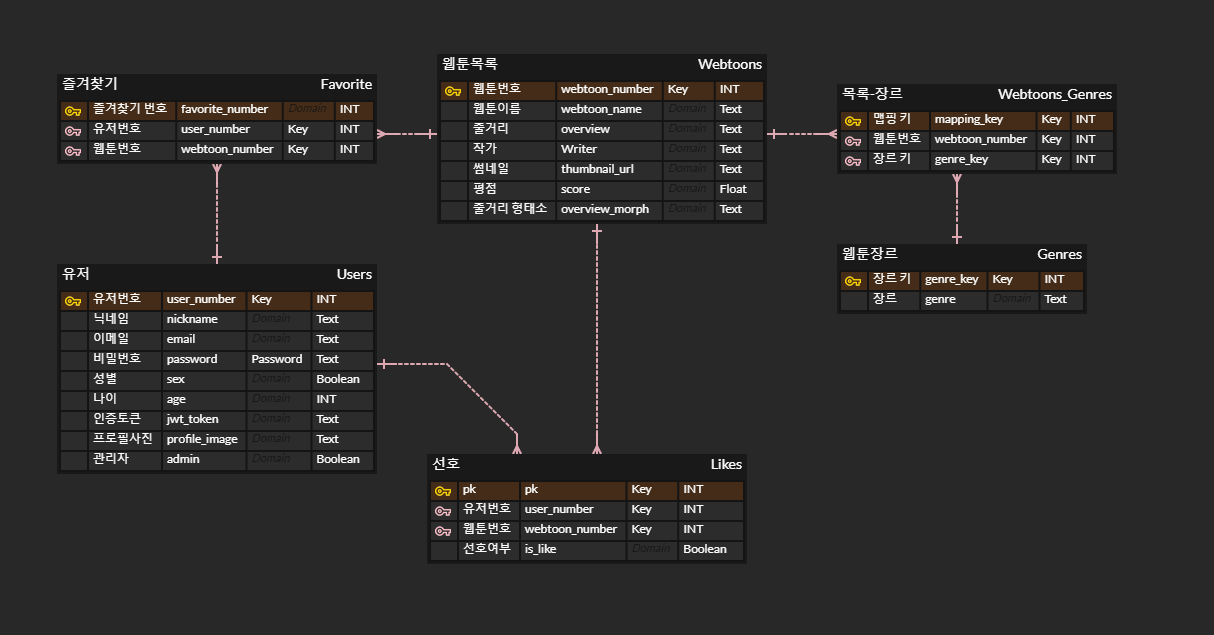 즐겨찾기 Favorite
즐겨찾기 번호 favorite_number Domain INT
유저번호 user_number Key INT
웹툰번호 webtoon_number Key INT
웹툰목록 Webtoons
웹툰번호 webtoon_number Key INT
웹툰이름 webtoon_name Domain Text
줄거리 overview Domain Text
작가 Writer Domain Text
썸네일 thumbnail_url Domain Text
평점 score Domain Float
줄거리 형태소 overview_morph Domain Text
목록-장르 Webtoons_Genres
맵핑 키 mapping_key Key INT
웹툰번호 webtoon_number Key INT
장르 키 genre_key Key INT
웹툰장르 Genres
장르 키 genre_key Key INT
장르 genre Domain Text
유저 Users
유저번호 user_number Key INT
닉네임 nickname Domain Text
이메일 email Domain Text
비밀번호 password Password Text
성별 sex Domain Boolean
나이 age Domain INT
인증토큰 jwt_token Domain Text
프로필사진 profile_image Domain Text
관리자 admin Domain Boolean
선호 Likes
pk pk Key INT
유저번호 user_number Key INT
웹툰번호 webtoon_number Key INT
선호여부 is_like Domain Boolean